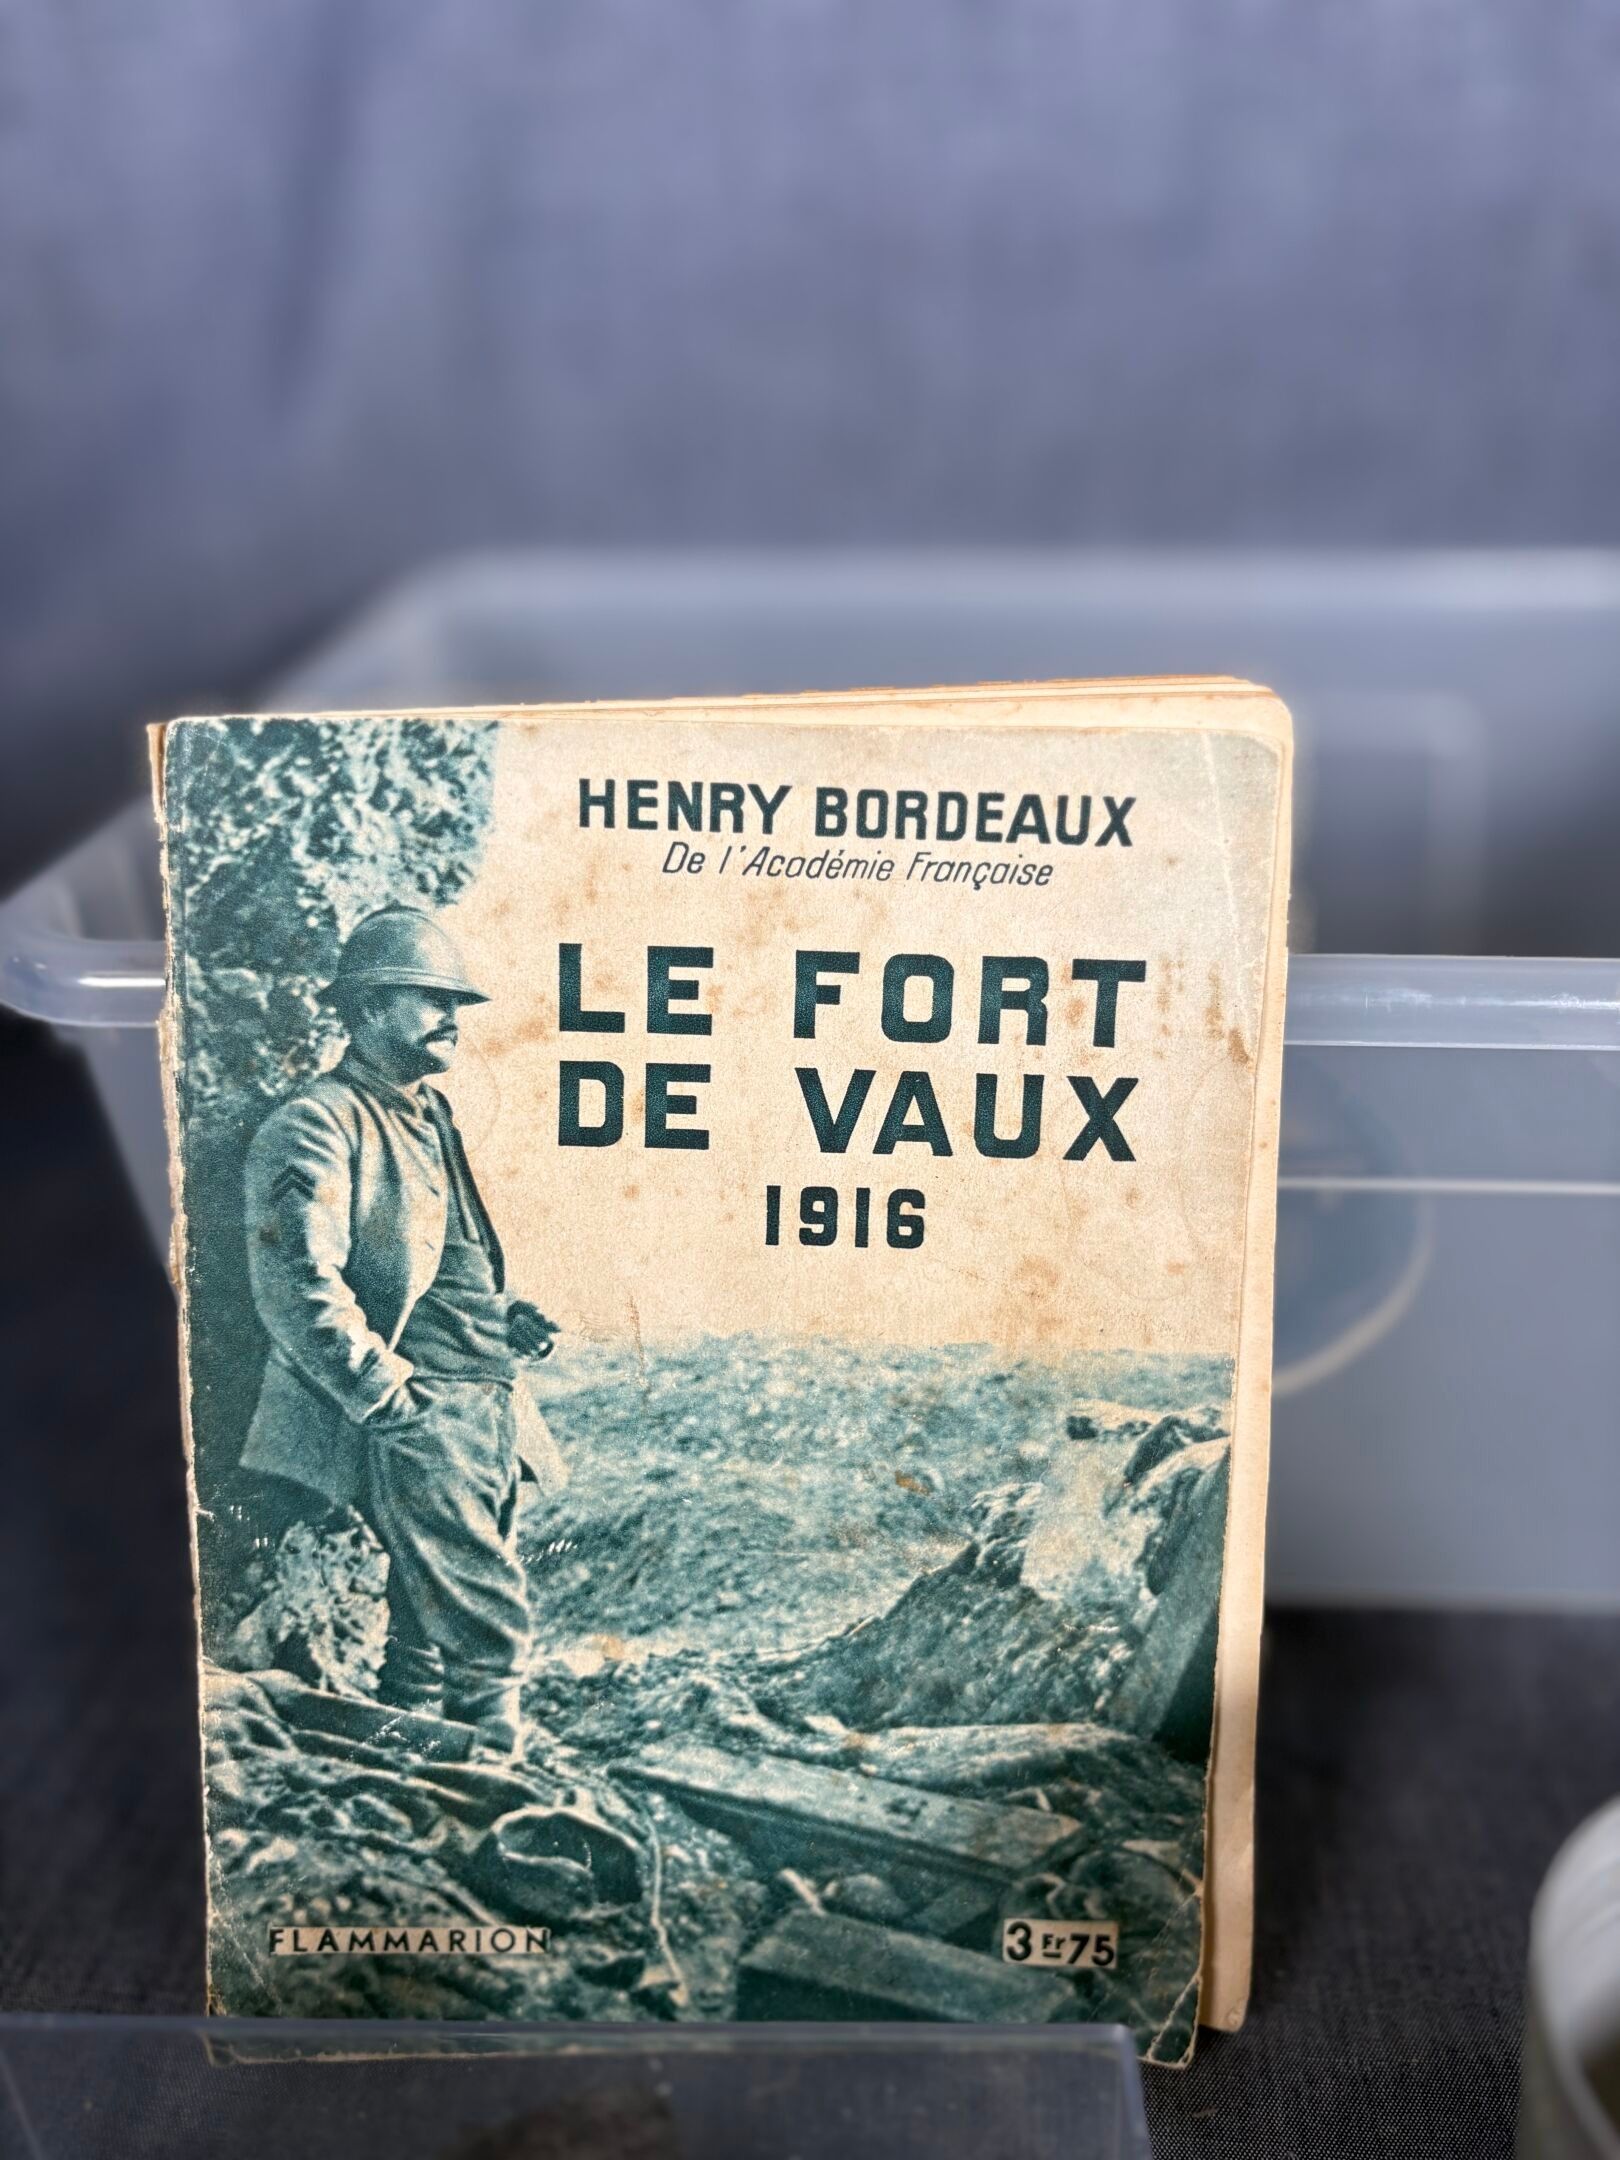 HENRY BORDEAUX
De l'Académie Française
LE FORT
DE VAUX
1916
FLAMMARION
3 Fr 75